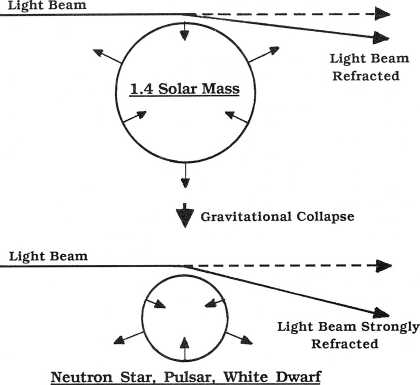 Light Beam
Light Beam
Refracted
1.4 Solar Mass
Gravitational Collapse
Light Beam
Light Beam Strongly
Refracted
Neutron Star, Pulsar, White Dwarf